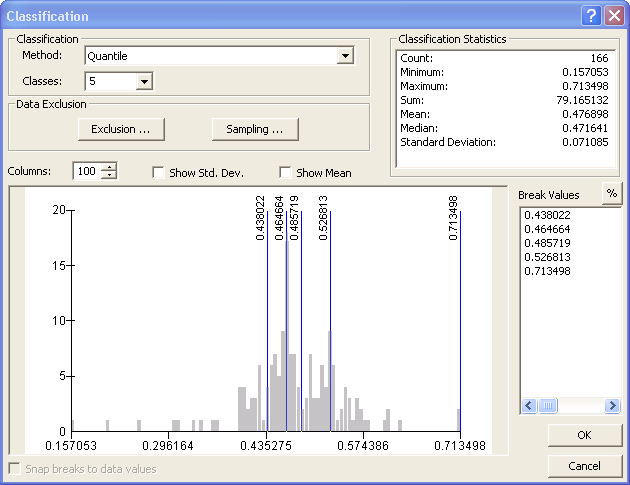 Classification
Classification
Method: Quantile
Classes: 5
Data Exclusion
Exclusion ...
Sampling ...
Columns: 100
Show Std. Dev.
Show Mean
Classification Statistics
Count: 166
Minimum: 0.157053
Maximum: 0.713498
Sum: 79.165132
Mean: 0.476898
Median: 0.471641
Standard Deviation: 0.071085
Break Values
%
0.438022
0.464664
0.485719
0.526813
0.713498
0.438022
0.464664
0.485719
0.526813
0.713498
20
15
10
5
0
0.157053 0.296164 0.435275 0.574386 0.713498
Snap breaks to data values
OK
Cancel